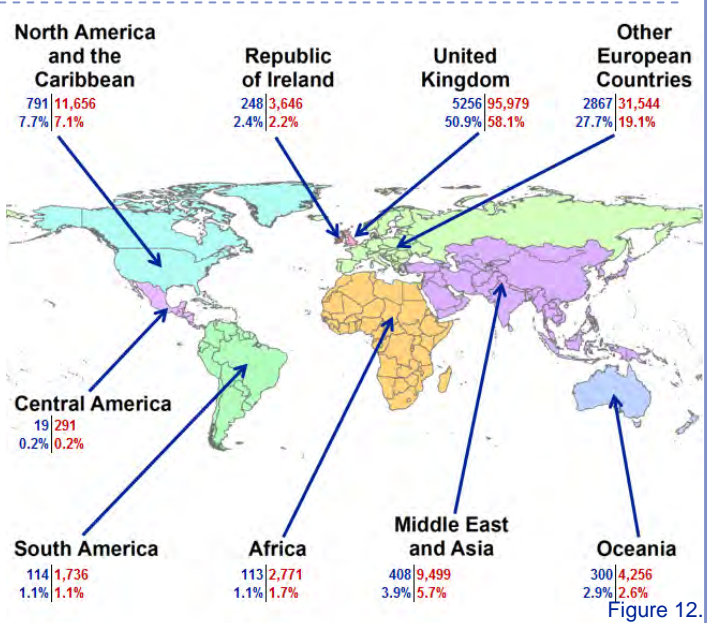 North America
and the
Caribbean
791 11,656
7.7% 7.1%
Republic
of Ireland
248 3,646
2.4% 2.2%
United
Kingdom
5256 95,979
50.9% 58.1%
Other
European
Countries
2867 31,544
27.7% 19.1%
Central America
19 291
0.2% 0.2%
South America
114 1,736
1.1% 1.1%
Africa
113 2,771
1.1% 1.7%
Middle East
and Asia
408 9,499
3.9% 5.7%
Oceania
300 4,256
2.9% 2.6%
Figure 12.